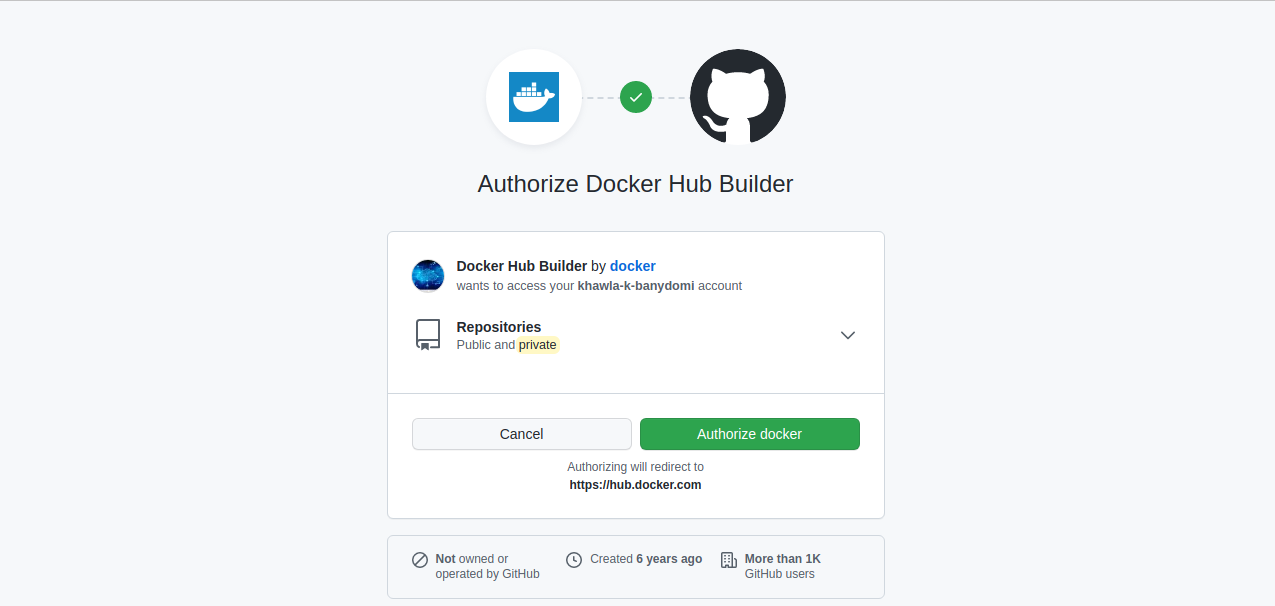 Authorize Docker Hub Builder
Docker Hub Builder by docker
wants to access your khawla-k-banydomi account
Repositories
Public and private
Cancel
Authorize docker
Authorizing will redirect to
https://hub.docker.com
Not owned or
operated by GitHub
Created 6 years ago
More than 1K
GitHub users